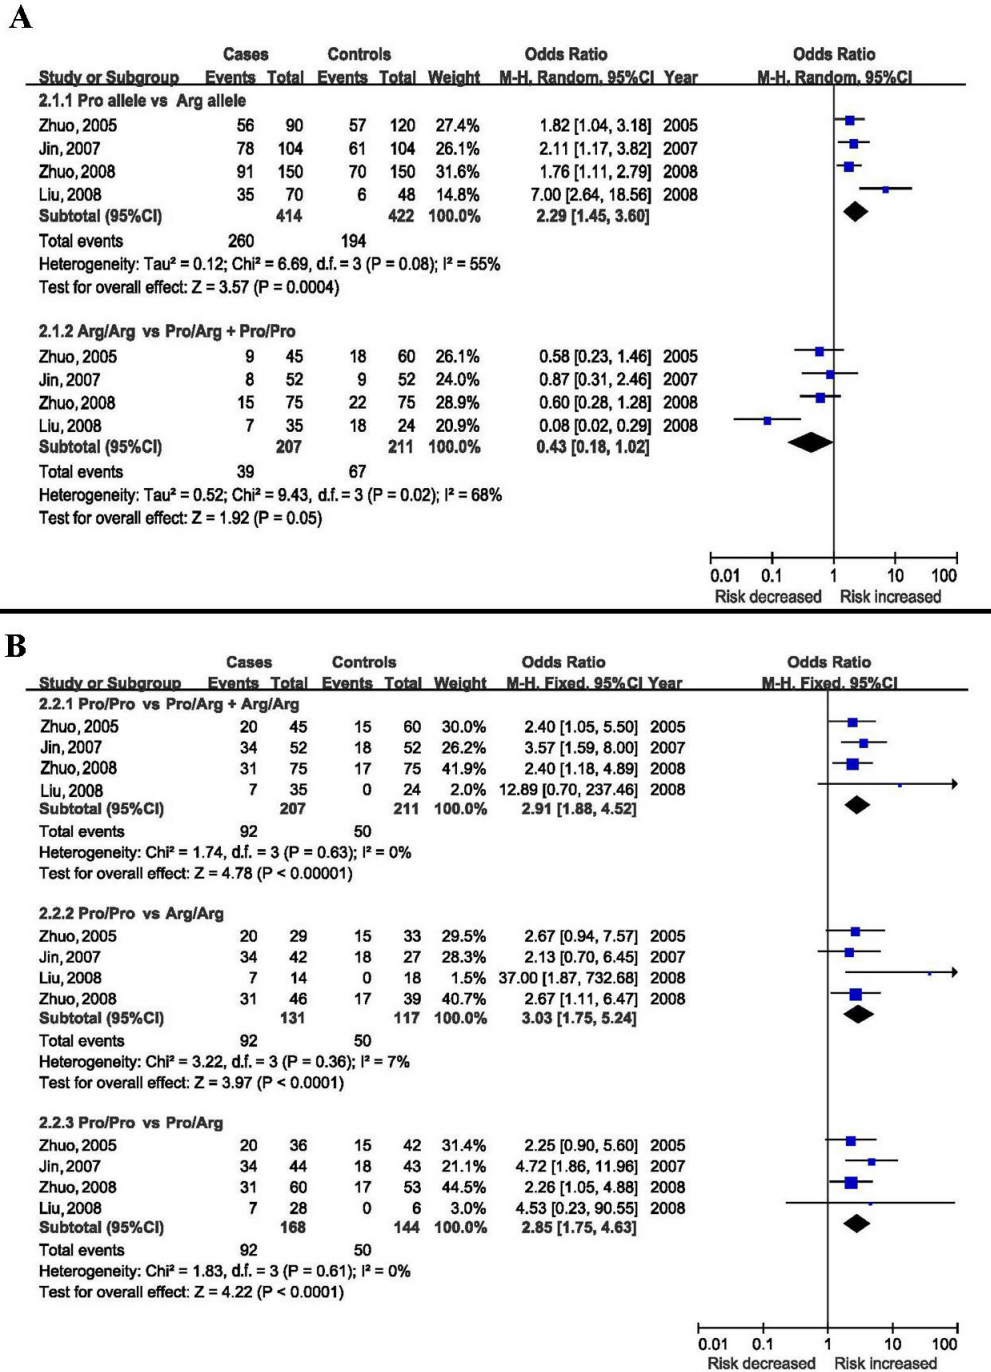 A
Cases Controls Odds Ratio Odds Ratio
Study or Subgroup Events Total Events Total Weight M-H. Random. 95%CI Year M-H. Random. 95%CI
2.1.1 Pro allele vs Arg allele
Zhuo, 2005 56 90 57 120 27.4% 1.82 [1.04, 3.18] 2005
Jin, 2007 78 104 61 104 26.1% 2.11 [1.17, 3.82] 2007
Zhuo, 2008 91 150 70 150 31.6% 1.76 [1.11, 2.79] 2008
Liu, 2008 35 70 6 48 14.8% 7.00 [2.64, 18.56] 2008
Subtotal (95%CI) 414 422 100.0% 2.29 [1.45, 3.60]
Total events 260 194
Heterogeneity: Tau² = 0.12; Chi² = 6.69, d.f. = 3 (P = 0.08); I² = 55%
Test for overall effect: Z = 3.57 (P = 0.0004)
2.1.2 Arg/Arg vs Pro/Arg + Pro/Pro
Zhuo, 2005 9 45 18 60 26.1% 0.58 [0.23, 1.46] 2005
Jin, 2007 8 52 9 52 24.0% 0.87 [0.31, 2.46] 2007
Zhuo, 2008 15 75 22 75 28.9% 0.60 [0.28, 1.28] 2008
Liu, 2008 7 35 18 24 20.9% 0.08 [0.02, 0.29] 2008
Subtotal (95%CI) 207 211 100.0% 0.43 [0.18, 1.02]
Total events 39 67
Heterogeneity: Tau² = 0.52; Chi² = 9.43, d.f. = 3 (P = 0.02); I² = 68%
Test for overall effect: Z = 1.92 (P = 0.05)
0.01 0.1 1 10 100
Risk decreased Risk increased
B
Cases Controls Odds Ratio Odds Ratio
Study or Subgroup Events Total Events Total Weight M-H. Fixed. 95%CI Year M-H. Fixed. 95%CI
2.2.1 Pro/Pro vs Pro/Arg + Arg/Arg
Zhuo, 2005 20 45 15 60 30.0% 2.40 [1.05, 5.50] 2005
Jin, 2007 34 52 18 52 26.2% 3.57 [1.59, 8.00] 2007
Zhuo, 2008 31 75 17 75 41.9% 2.40 [1.18, 4.89] 2008
Liu, 2008 7 35 0 24 2.0% 12.89 [0.70, 237.46] 2008
Subtotal (95%CI) 207 211 100.0% 2.91 [1.88, 4.52]
Total events 92 50
Heterogeneity: Chi² = 1.74, d.f. = 3 (P = 0.63); I² = 0%
Test for overall effect: Z = 4.78 (P < 0.00001)
2.2.2 Pro/Pro vs Arg/Arg
Zhuo, 2005 20 29 15 33 29.5% 2.67 [0.94, 7.57] 2005
Jin, 2007 34 42 18 27 28.3% 2.13 [0.70, 6.45] 2007
Liu, 2008 7 14 0 18 1.5% 37.00 [1.87, 732.68] 2008
Zhuo, 2008 31 46 17 39 40.7% 2.67 [1.11, 6.47] 2008
Subtotal (95%CI) 131 117 100.0% 3.03 [1.75, 5.24]
Total events 92 50
Heterogeneity: Chi² = 3.22, d.f. = 3 (P = 0.36); I² = 7%
Test for overall effect: Z = 3.97 (P < 0.0001)
2.2.3 Pro/Pro vs Pro/Arg
Zhuo, 2005 20 36 15 42 31.4% 2.25 [0.90, 5.60] 2005
Jin, 2007 34 44 18 43 21.1% 4.72 [1.86, 11.96] 2007
Zhuo, 2008 31 60 17 53 44.5% 2.26 [1.05, 4.88] 2008
Liu, 2008 7 28 0 6 3.0% 4.53 [0.23, 90.55] 2008
Subtotal (95%CI) 168 144 100.0% 2.85 [1.75, 4.63]
Total events 92 50
Heterogeneity: Chi² = 1.83, d.f. = 3 (P = 0.61); I² = 0%
Test for overall effect: Z = 4.22 (P < 0.0001)
0.01 0.1 1 10 100
Risk decreased Risk increased